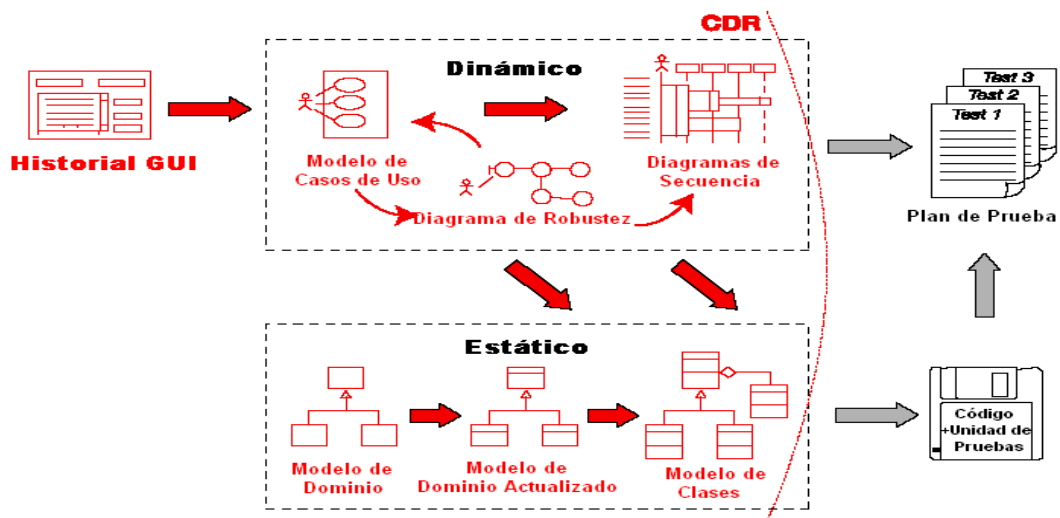 CDR
Dinámico
Historial GUI
Modelo de
Casos de Uso
Diagrama de Robustez
Diagramas de
Secuencia
Test 3
Test 2
Test 1
Plan de Prueba
Estático
Modelo de
Dominio
Modelo de
Dominio Actualizado
Modelo de
Clases
Código
+Unidad de
Pruebas